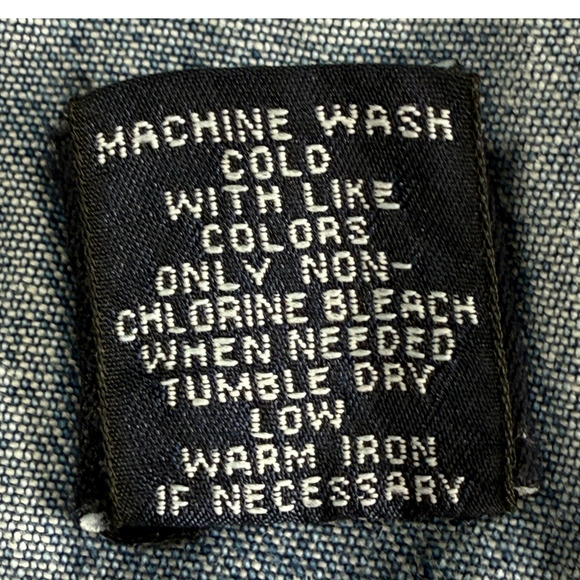 MACHINE WASH
COLD
WITH LIKE
COLORS
ONLY NON-
CHLORINE BLEACH
WHEN NEEDED
TUMBLE DRY
LOW
WARM IRON
IF NECESSARY